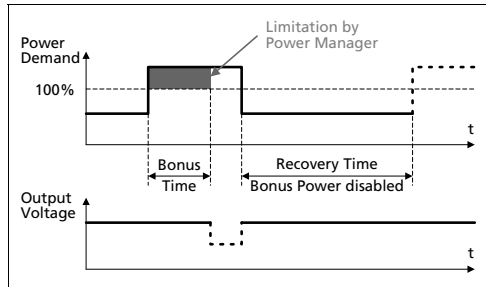 Limitation by
Power Manager
Power
Demand
100%
t
Bonus
Time
Recovery Time
Bonus Power disabled
Output
Voltage
t